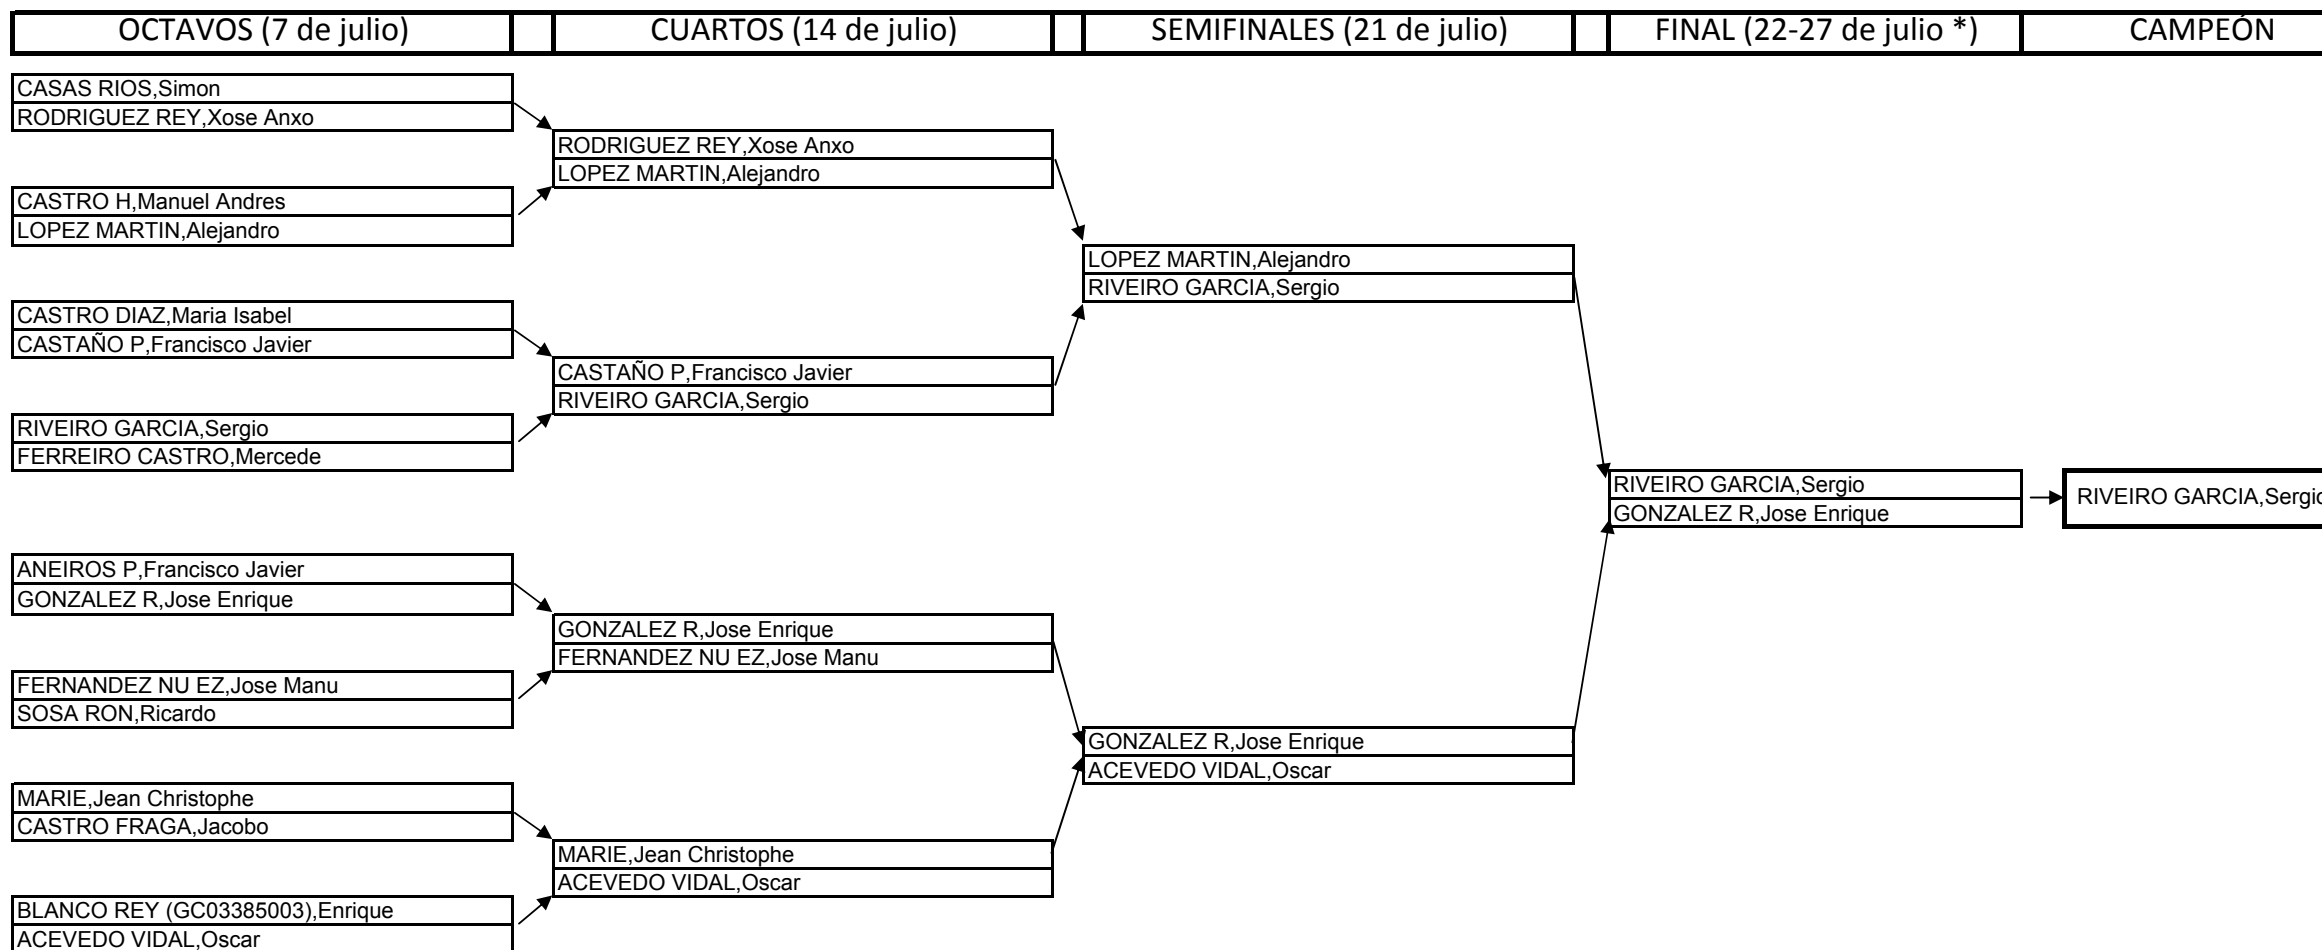 OCTAVOS (7 de julio)
CUARTOS (14 de julio)
SEMIFINALES (21 de julio)
FINAL (22-27 de julio *)
CAMPEÓN
CASAS RIOS,Simon
RODRIGUEZ REY,Xose Anxo
CASTRO H,Manuel Andres
LOPEZ MARTIN,Alejandro
CASTRO DIAZ,Maria Isabel
CASTAÑO P,Francisco Javier
RIVEIRO GARCIA,Sergio
FERREIRO CASTRO,Mercede
ANEIROS P,Francisco Javier
GONZALEZ R,Jose Enrique
FERNANDEZ NU EZ,Jose Manu
SOSA RON,Ricardo
MARIE,Jean Christophe
CASTRO FRAGA,Jacobo
BLANCO REY (GC03385003),Enrique
ACEVEDO VIDAL,Oscar
RODRIGUEZ REY,Xose Anxo
LOPEZ MARTIN,Alejandro
CASTAÑO P,Francisco Javier
RIVEIRO GARCIA,Sergio
GONZALEZ R,Jose Enrique
FERNANDEZ NU EZ,Jose Manu
MARIE,Jean Christophe
ACEVEDO VIDAL,Oscar
LOPEZ MARTIN,Alejandro
RIVEIRO GARCIA,Sergio
GONZALEZ R,Jose Enrique
ACEVEDO VIDAL,Oscar
RIVEIRO GARCIA,Sergio
GONZALEZ R,Jose Enrique
RIVEIRO GARCIA,Sergio